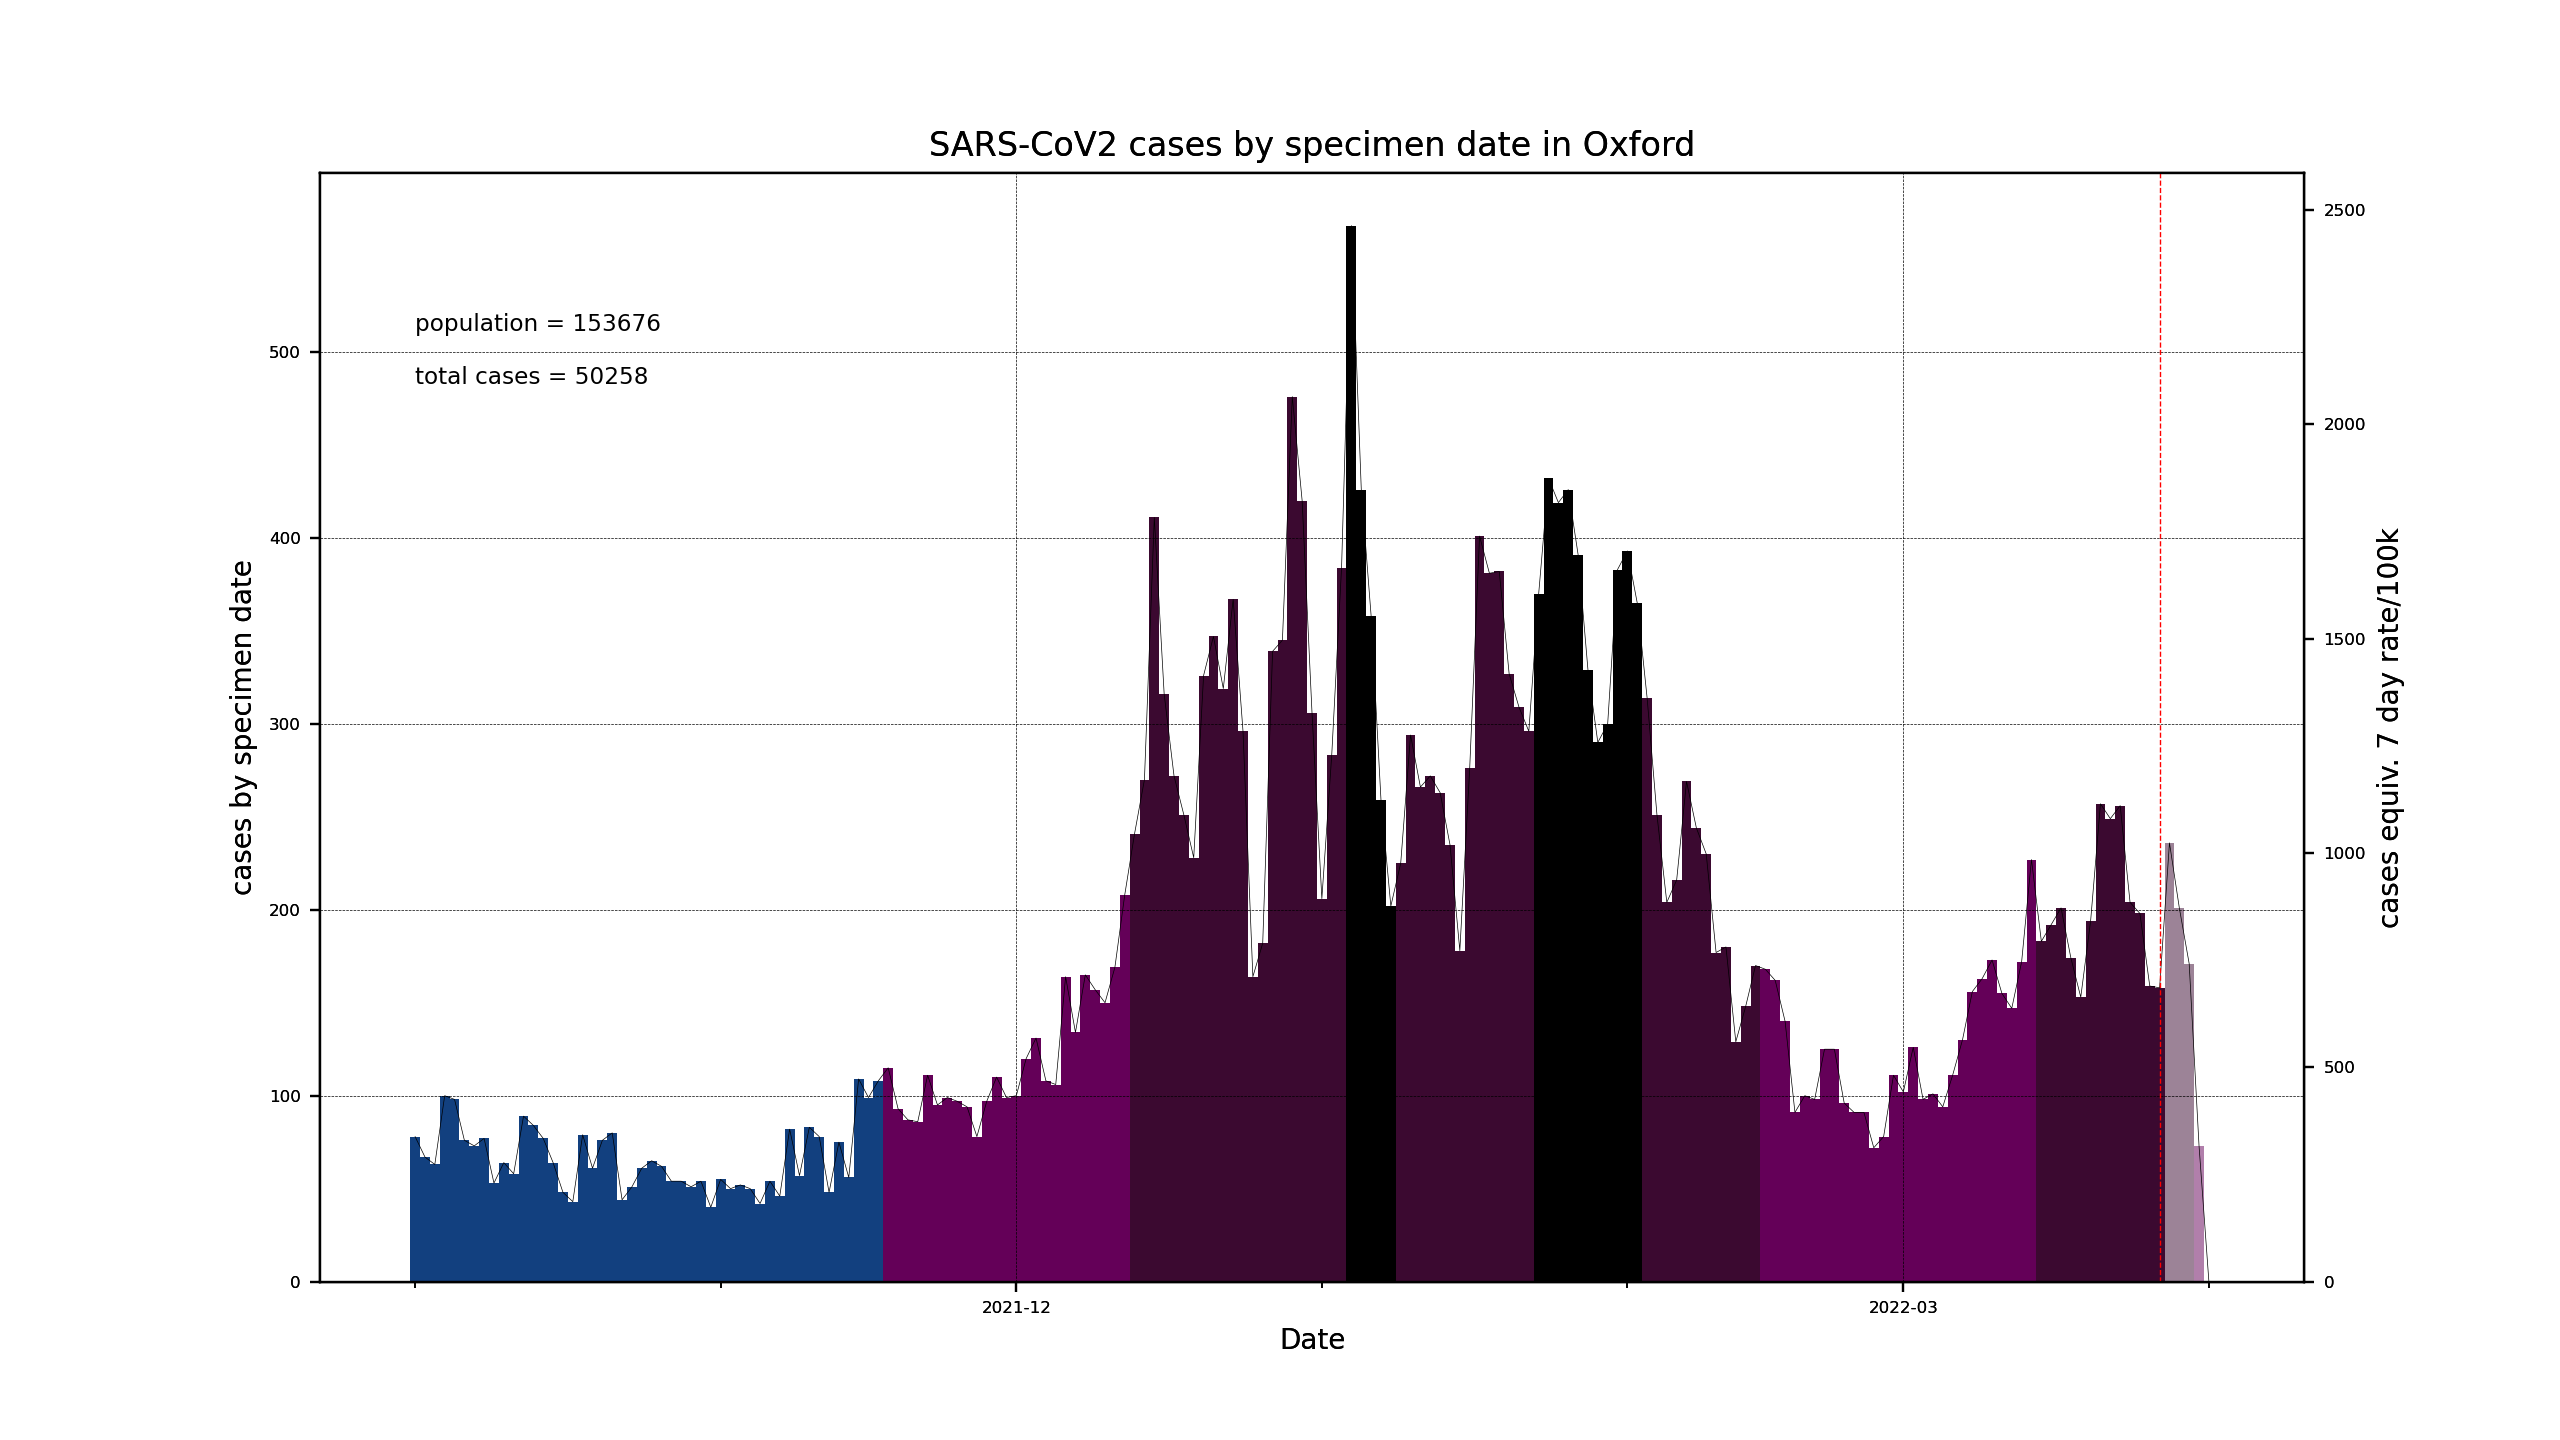 SARS-CoV2 cases by specimen date in Oxford
population = 153676
total cases = 50258
cases by specimen date
500
400
300
200
100
0
2500
2000
1500
1000
500
0
cases equiv. 7 day rate/100k
2021-12
2022-03
Date